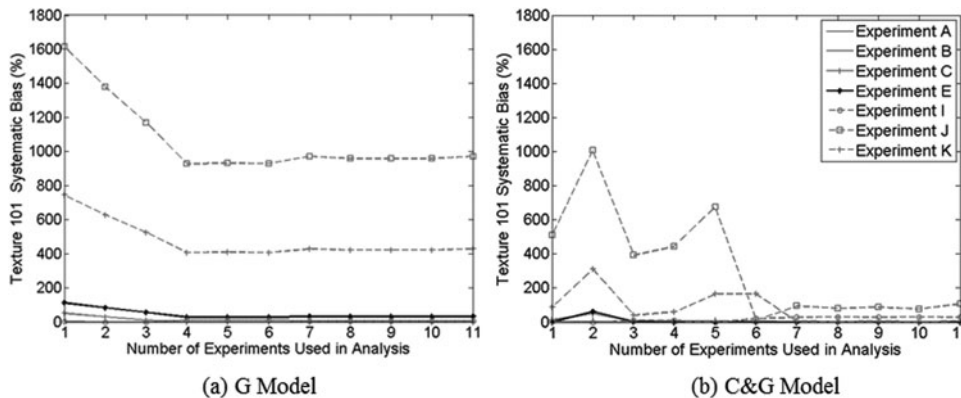 1800
1600
1400
1200
1000
800
600
400
200
0
Texture 101 Systematic Bias (%)
1 2 3 4 5 6 7 8 9 10 11
Number of Experiments Used in Analysis
(a) G Model
1800
1600
1400
1200
1000
800
600
400
200
0
Texture 101 Systematic Bias (%)
Experiment A
Experiment B
Experiment C
Experiment E
Experiment I
Experiment J
Experiment K
1 2 3 4 5 6 7 8 9 10 1
Number of Experiments Used in Analysis
(b) C&G Model